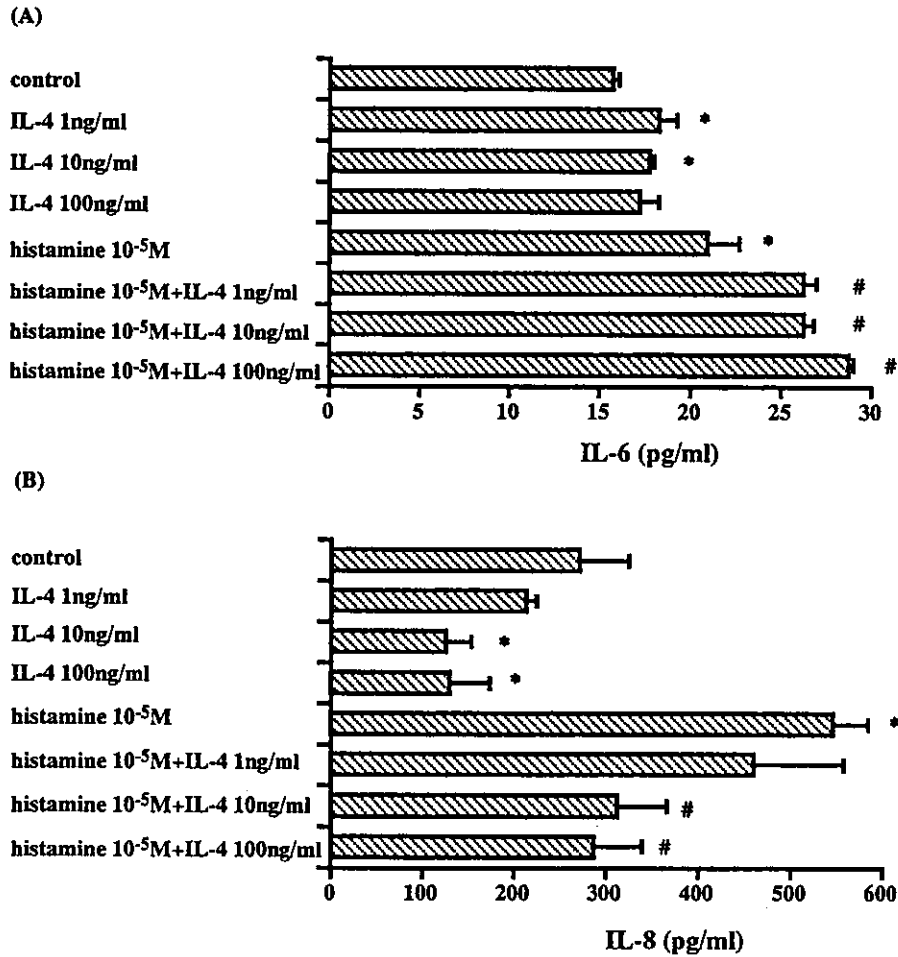 (A)
control
IL-4 1ng/ml
*
IL-4 10ng/ml
*
IL-4 100ng/ml
histamine 10⁻⁵M
*
histamine 10⁻⁵M+IL-4 1ng/ml
#
histamine 10⁻⁵M+IL-4 10ng/ml
#
histamine 10⁻⁵M+IL-4 100ng/ml
#
0 5 10 15 20 25 30
IL-6 (pg/ml)
(B)
control
IL-4 1ng/ml
IL-4 10ng/ml
*
IL-4 100ng/ml
*
histamine 10⁻⁵M
*
histamine 10⁻⁵M+IL-4 1ng/ml
histamine 10⁻⁵M+IL-4 10ng/ml
#
histamine 10⁻⁵M+IL-4 100ng/ml
#
0 100 200 300 400 500 600
IL-8 (pg/ml)